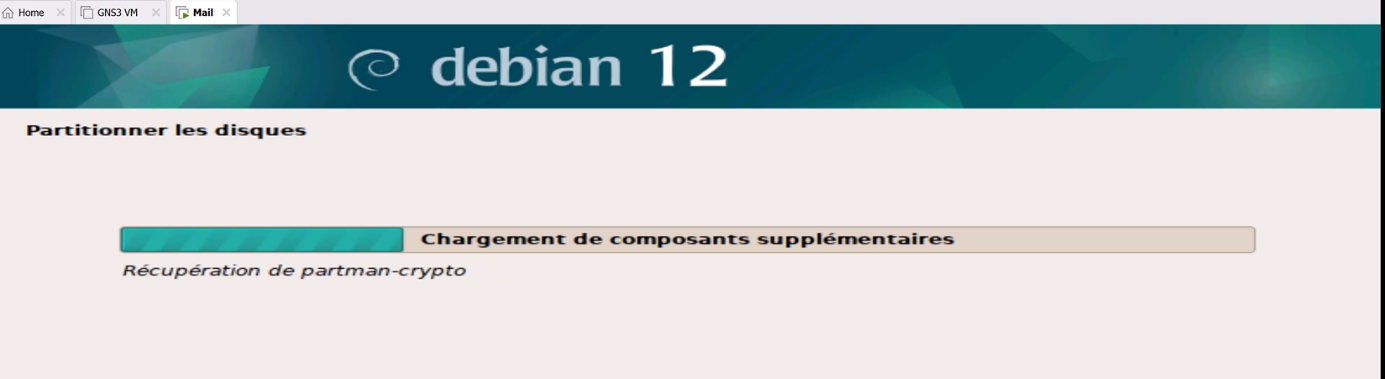 Home GNS3 VM Mail
debian 12
Partitionner les disques
Chargement de composants supplémentaires
Récupération de partman-crypto